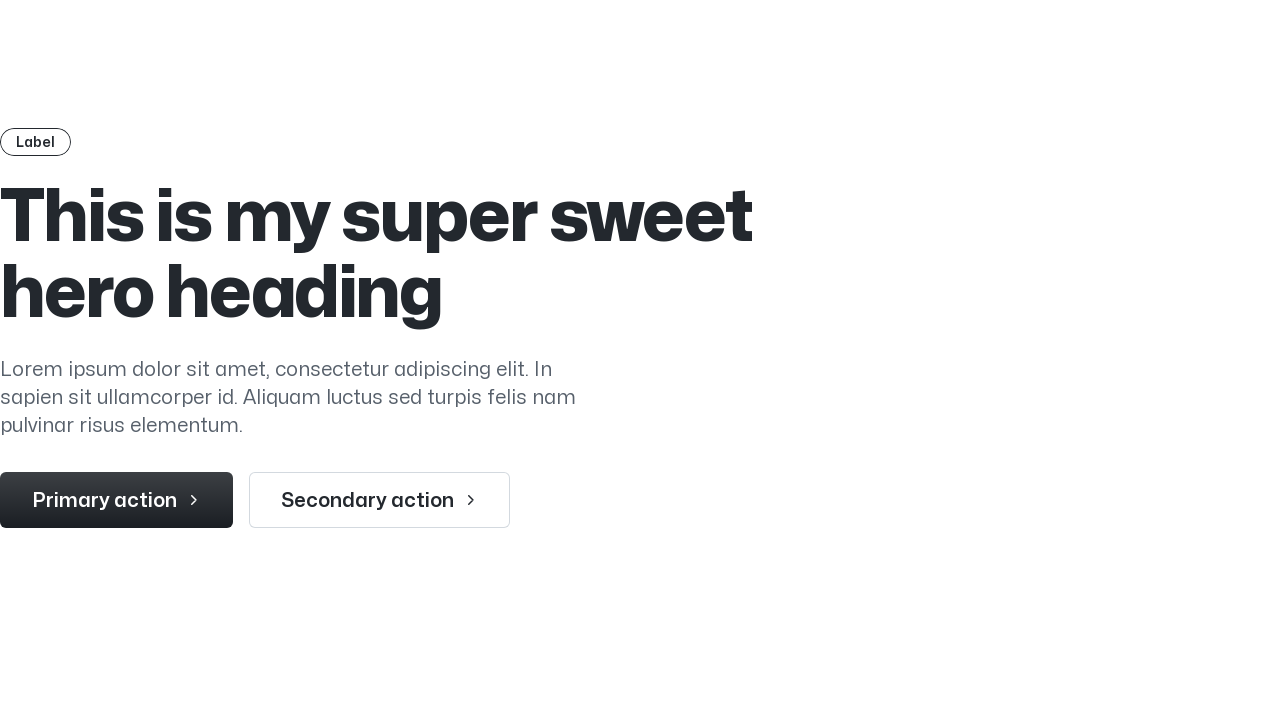 Label
This is my super sweet
hero heading
Lorem ipsum dolor sit amet, consectetur adipiscing elit. In
sapien sit ullamcorper id. Aliquam luctus sed turpis felis nam
pulvinar risus elementum.
Primary action
Secondary action